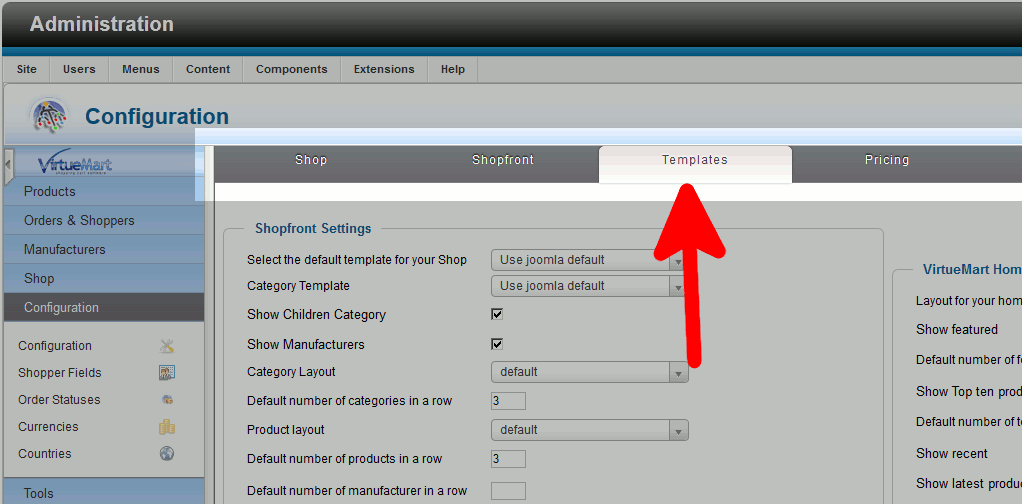 Administration
Site Users Menus Content Components Extensions Help
Configuration
VirtueMart
Shop Shopfront Templates Pricing
Products
Orders & Shoppers
Manufacturers
Shop
Configuration
Configuration
Shopper Fields
Order Statuses
Currencies
Countries
Tools
Shopfront Settings
Select the default template for your Shop Use joomla default
Category Template Use joomla default
Show Children Category
Show Manufacturers
Category Layout default
Default number of categories in a row 3
Product layout default
Default number of products in a row 3
Default number of manufacturer in a row
VirtueMart Hom
Layout for your hom
Show featured
Default number of f
Show Top ten prod
Default number of t
Show recent
Show latest produc